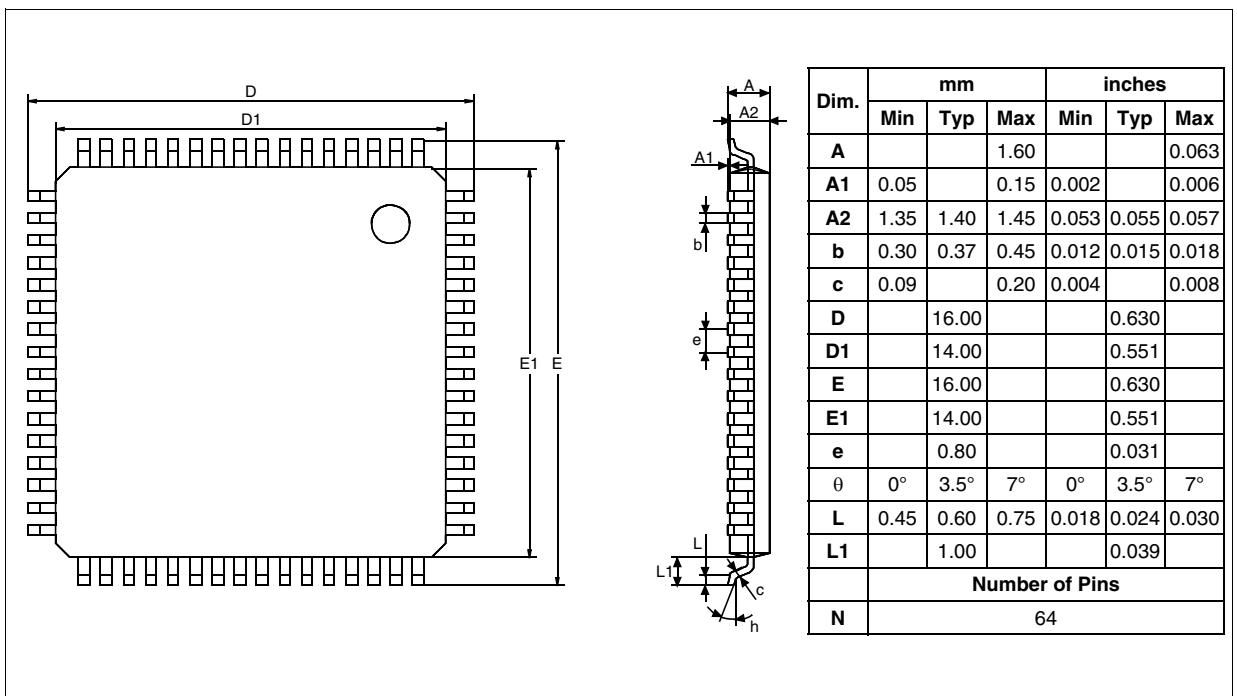 D
D1
E1 E
A
A2
A1
b
e
L
L1
c
h
Dim. mm inches
Min Typ Max Min Typ Max
A 1.60 0.063
A1 0.05 0.15 0.002 0.006
A2 1.35 1.40 1.45 0.053 0.055 0.057
b 0.30 0.37 0.45 0.012 0.015 0.018
c 0.09 0.20 0.004 0.008
D 16.00 0.630
D1 14.00 0.551
E 16.00 0.630
E1 14.00 0.551
e 0.80 0.031
θ 0° 3.5° 7° 0° 3.5° 7°
L 0.45 0.60 0.75 0.018 0.024 0.030
L1 1.00 0.039
Number of Pins
N 64